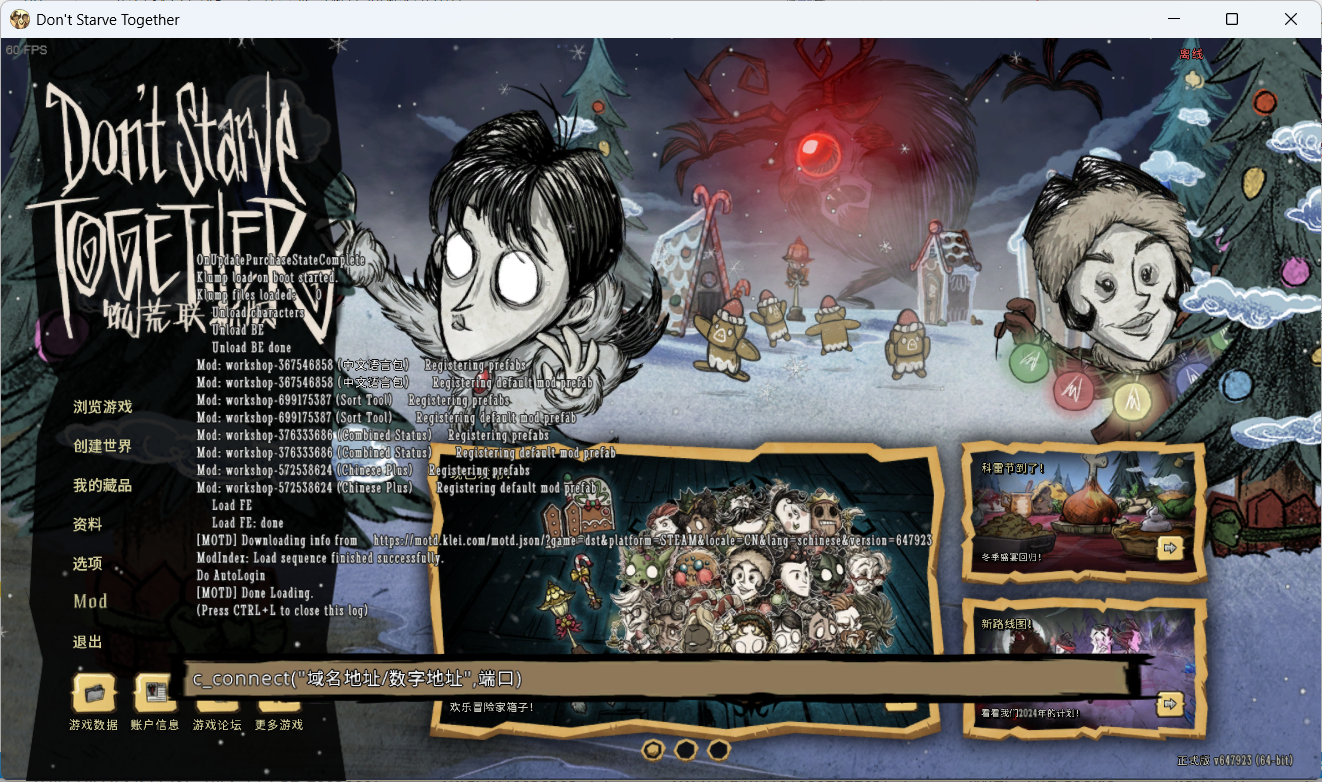 Don't Starve Together
60 FPS
离线
Don't Starve
TOGETHER
饥荒联机版
OnUpdatePurchaseStateComplete
Klump load on boot started.
Klump files loaded: 0
Unload characters
Unload BE
Unload BE done
Mod: workshop-367546858 (中文语言包) Registering prefabs
Mod: workshop-367546858 (中文语言包) Registering default mod prefab
Mod: workshop-699175387 (Sort Tool) Registering prefabs
Mod: workshop-699175387 (Sort Tool) Registering default mod prefab
Mod: workshop-376333686 (Combined Status) Registering prefabs
Mod: workshop-376333686 (Combined Status) Registering default mod prefab
Mod: workshop-572538624 (Chinese Plus) Registering prefabs
Mod: workshop-572538624 (Chinese Plus) Registering default mod prefab
Load FE
Load FE: done
[MOTD] Downloading info from https://motd.klei.com/motd.json/?game=dst&platform=STEAM&locale=CN&lang=schinese&version=647923
ModIndex: Load sequence finished successfully.
Do AutoLogin
[MOTD] Done Loading.
(Press CTRL+L to close this log)
浏览游戏
创建世界
我的藏品
资料
选项
Mod
退出
游戏数据 账户信息 游戏论坛 更多游戏
c_connect("域名地址/数字地址",端口)
欢乐冒险家箱子!
科雷节到了!
冬季盛宴回归!
新路线图!
看看我们2024年的计划!
正式版 v647923 (64-bit)